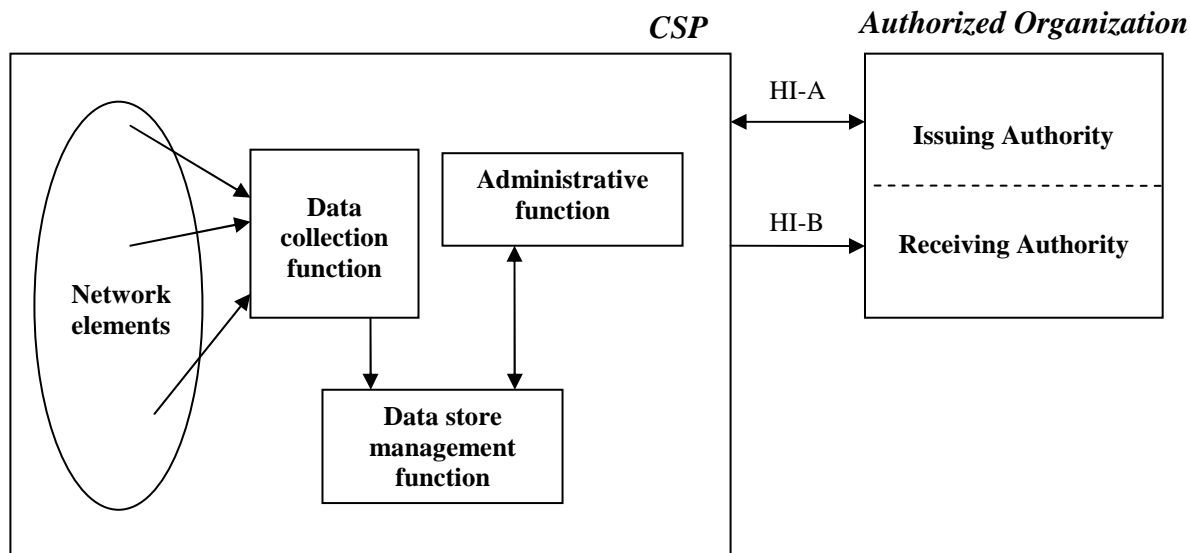 CSP
Authorized Organization
HI-A
Issuing Authority
Administrative
function
Data
collection
function
HI-B
Receiving Authority
Network
elements
Data store
management
function